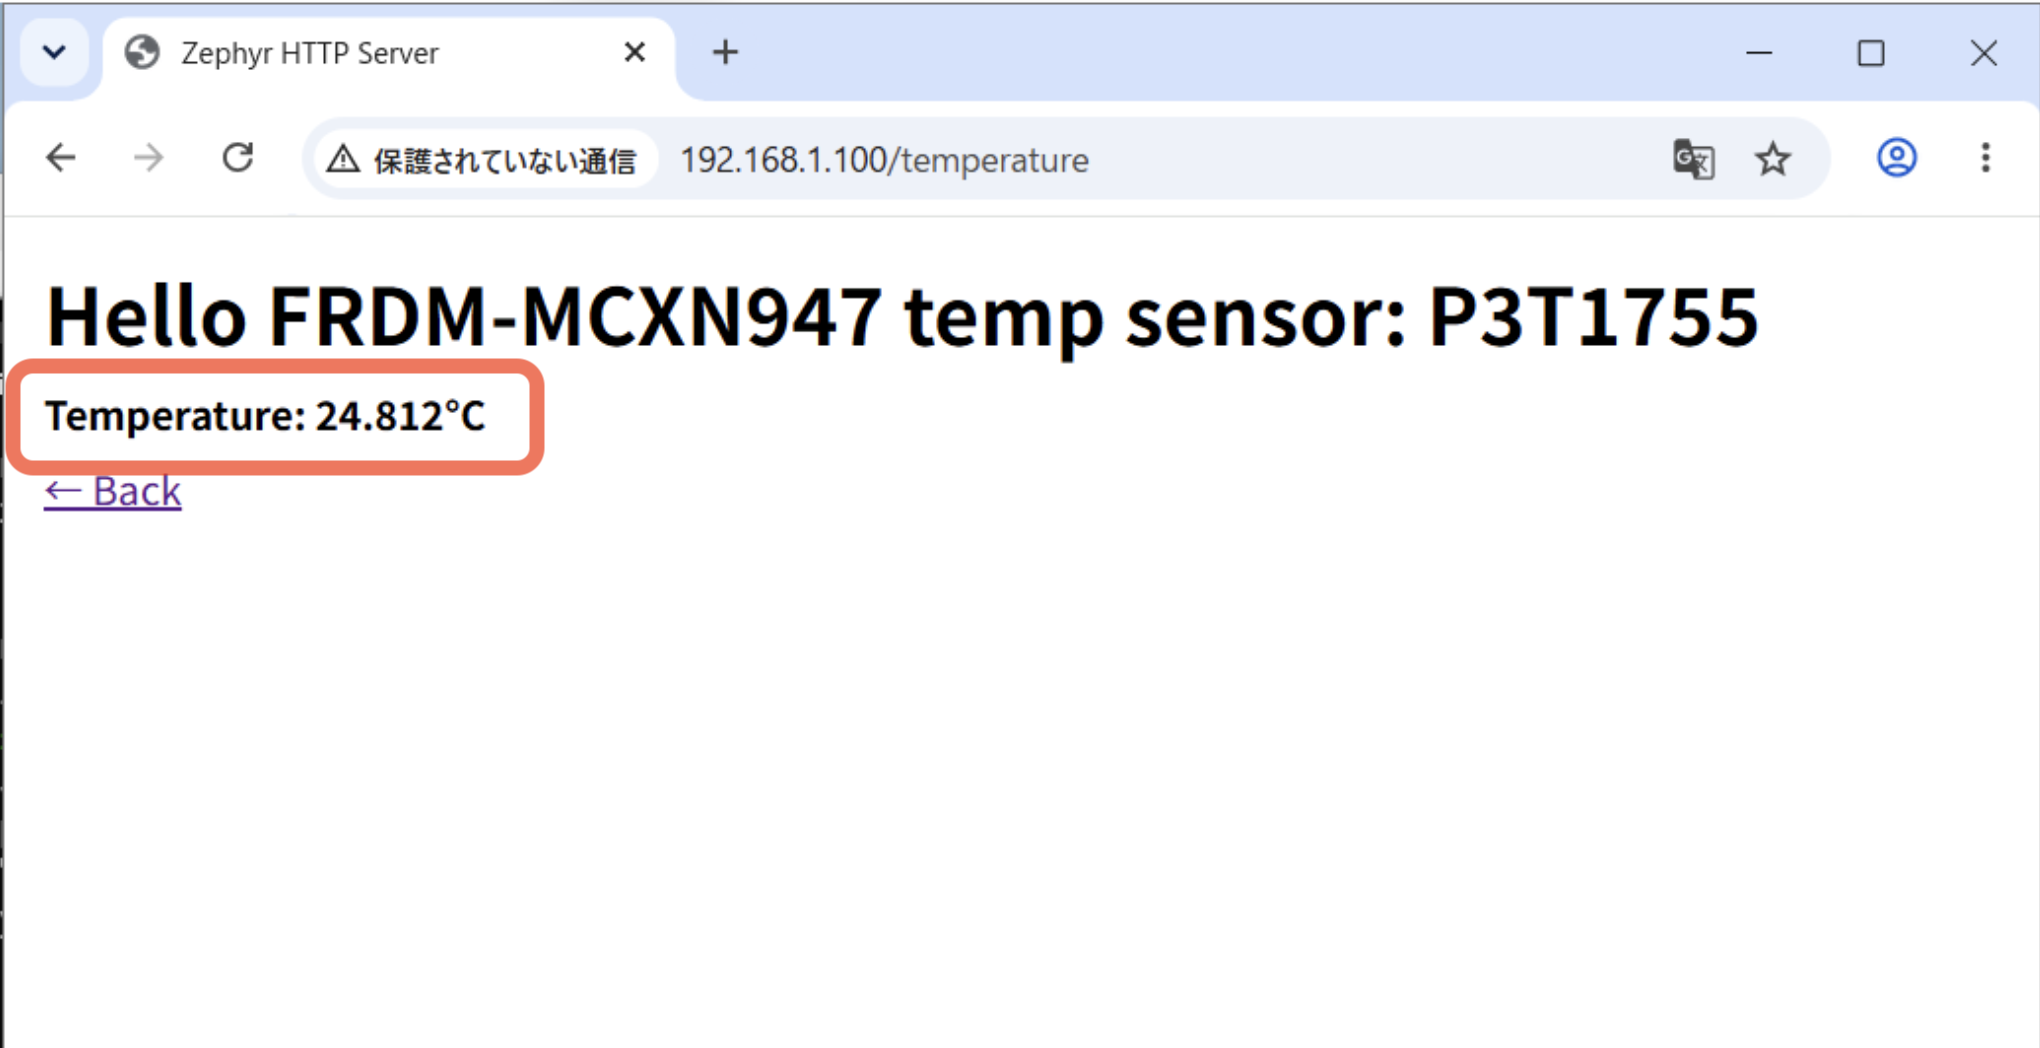 Zephyr HTTP Server
保護されていない通信 192.168.1.100/temperature
Hello FRDM-MCXN947 temp sensor: P3T1755
Temperature: 24.812°C
← Back